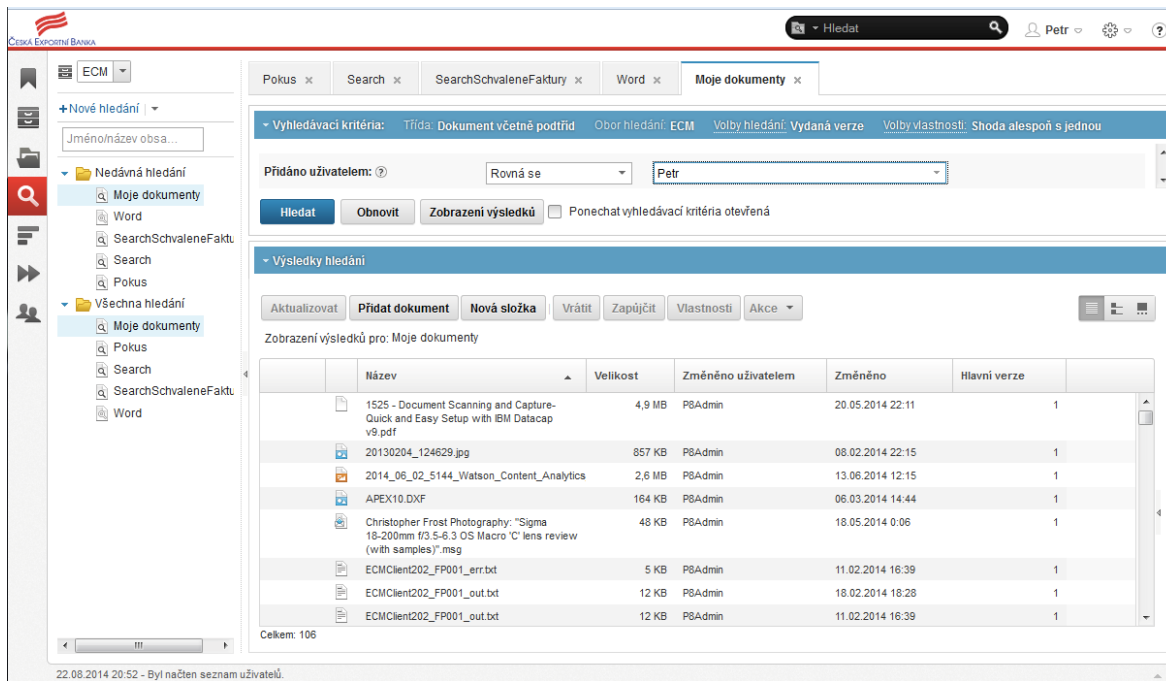 ČESKÁ EXPORTNÍ BANKA
Hledat
Petr
?
ECM
+Nové hledání
Jméno/název obsa...
Nedávná hledání
Moje dokumenty
Word
SearchSchvaleneFaktu
Search
Pokus
Všechna hledání
Moje dokumenty
Pokus
Search
SearchSchvaleneFaktu
Word
Pokus × Search × SearchSchvaleneFaktury × Word × Moje dokumenty ×
Vyhledávací kritéria: Třída: Dokument včetně podtříd Obor hledání: ECM Volby hledání: Vydaná verze Volby vlastnosti: Shoda alespoň s jednou
Přidáno uživatelem: ? Rovná se Petr
Hledat Obnovit Zobrazení výsledků Ponechat vyhledávací kritéria otevřená
Výsledky hledání
Aktualizovat Přidat dokument Nová složka Vrátit Zapůjčit Vlastnosti Akce
Zobrazení výsledků pro: Moje dokumenty
Název Velikost Změněno uživatelem Změněno Hlavní verze
1525 - Document Scanning and Capture- 4,9 MB P8Admin 20.05.2014 22:11 1
Quick and Easy Setup with IBM Datacap
v9.pdf
20130204_124629.jpg 857 KB P8Admin 08.02.2014 22:15 1
2014_06_02_5144_Watson_Content_Analytics 2,6 MB P8Admin 13.06.2014 12:15 1
APEX10.DXF 164 KB P8Admin 06.03.2014 14:44 1
Christopher Frost Photography: "Sigma 48 KB P8Admin 18.05.2014 0:06 1
18-200mm f/3.5-6.3 OS Macro 'C' lens review
(with samples)".msg
ECMClient202_FP001_err.txt 5 KB P8Admin 11.02.2014 16:39 1
ECMClient202_FP001_out.txt 12 KB P8Admin 18.02.2014 18:28 1
ECMClient202_FP001_out.txt 12 KB P8Admin 11.02.2014 16:39 1
Celkem: 106
22.08.2014 20:52 - Byl načten seznam uživatelů.